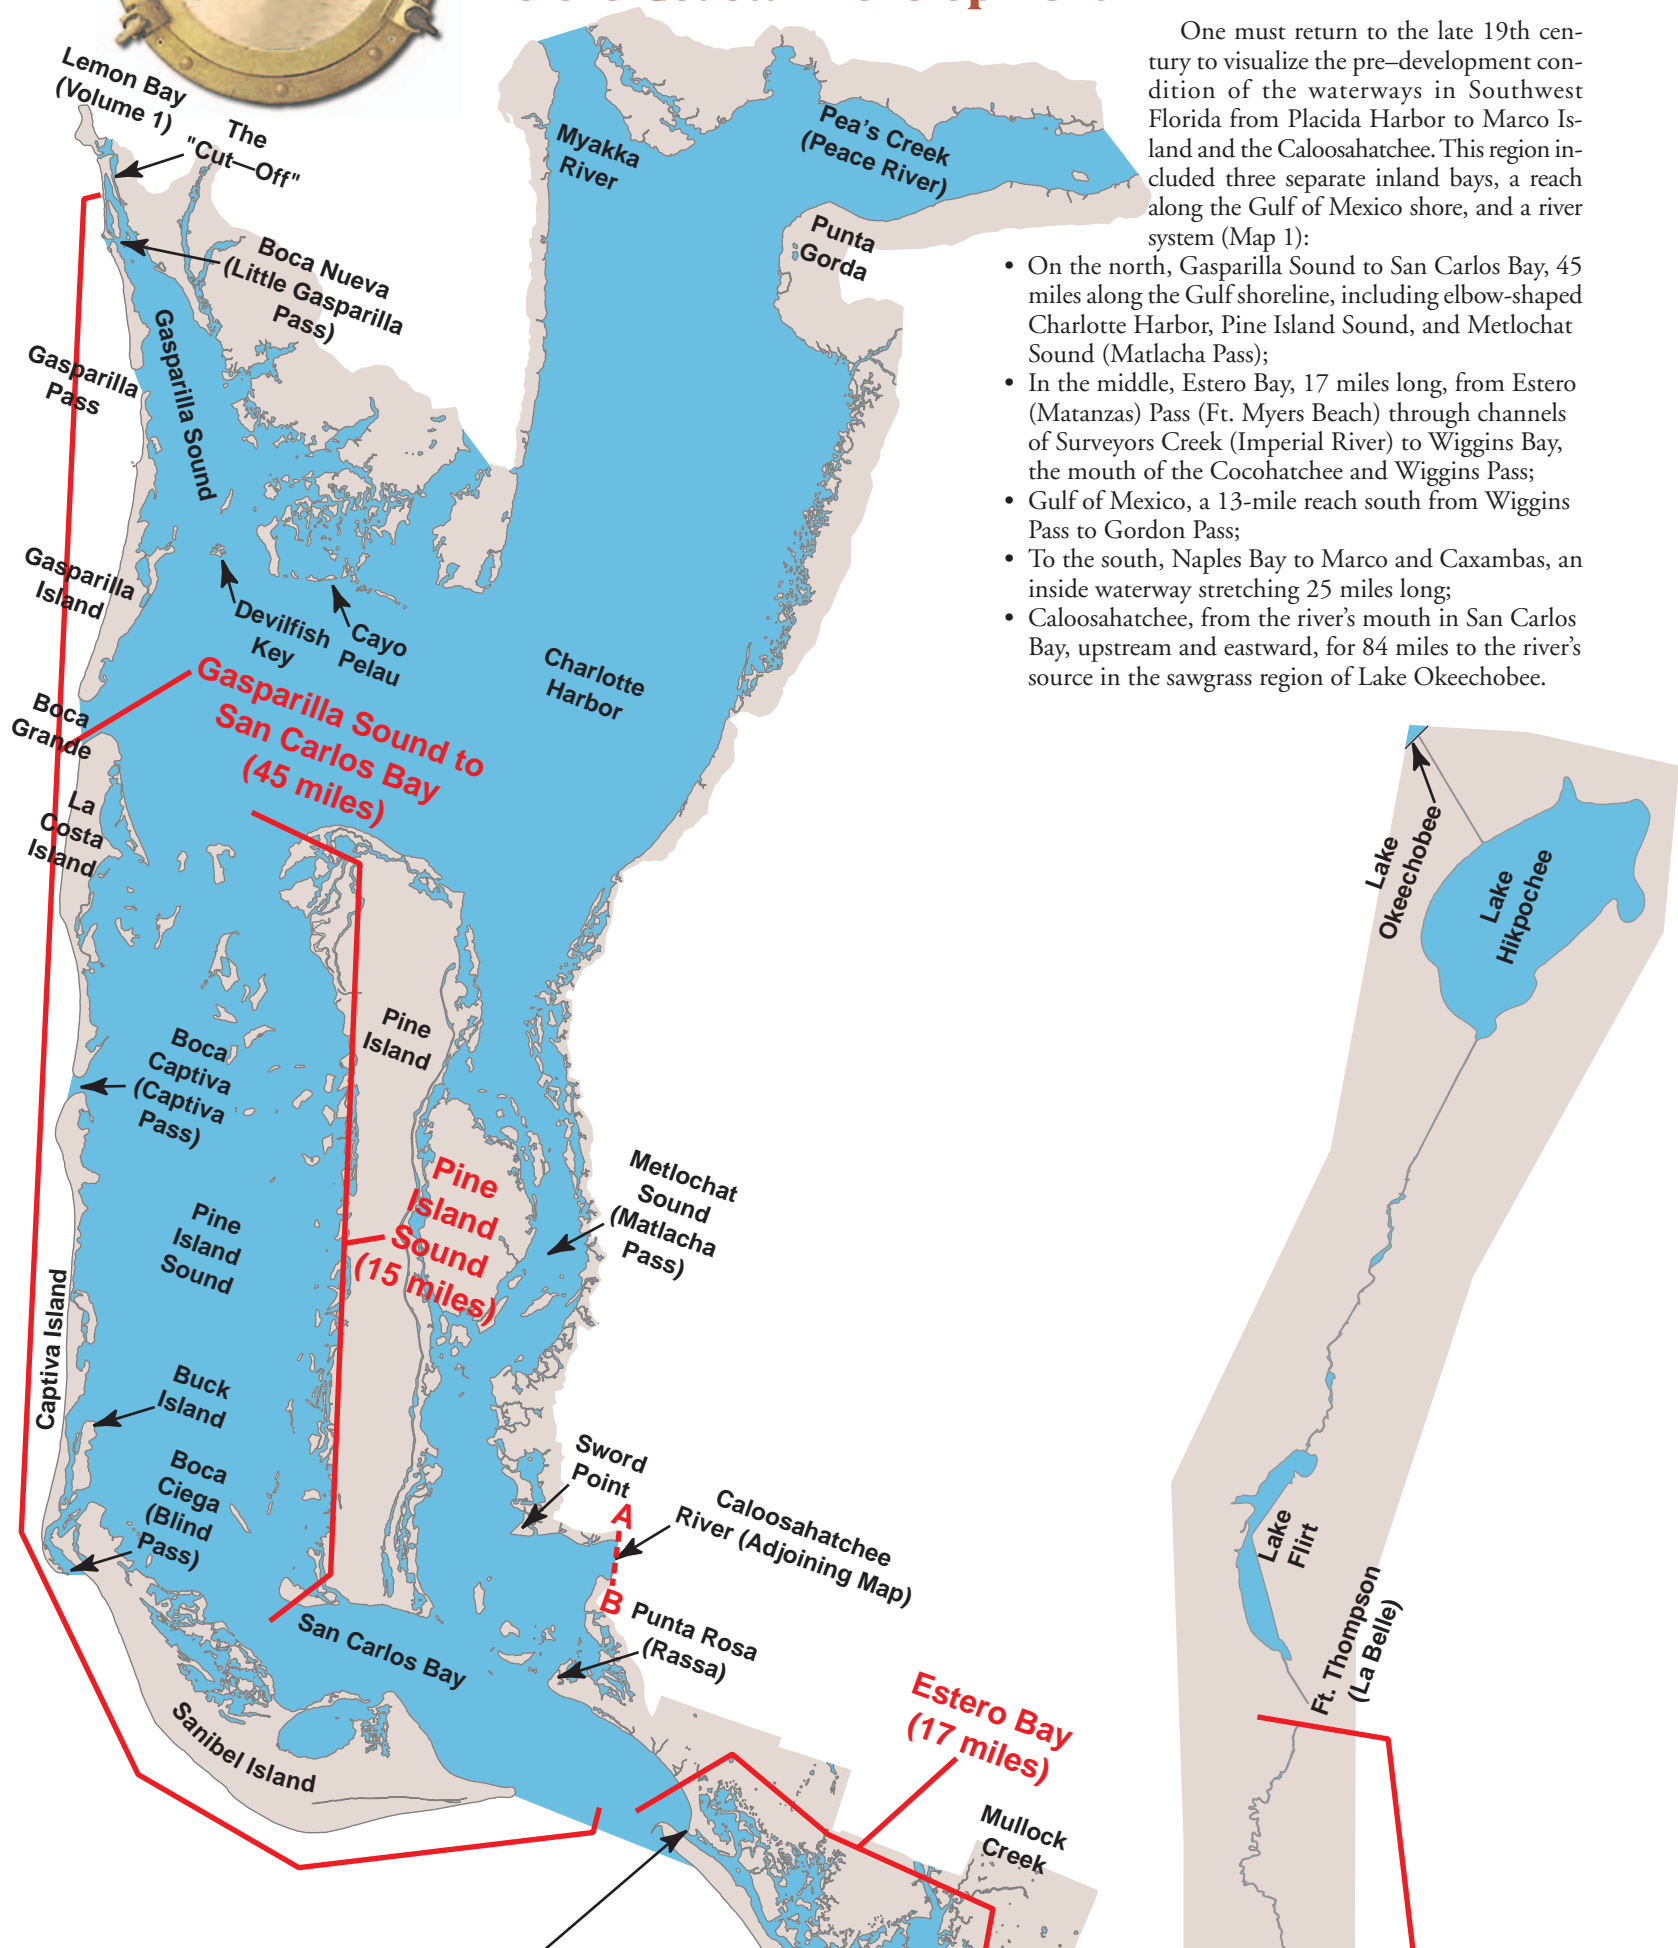 One must return to the late 19th cen-
tury to visualize the pre–development con-
dition of the waterways in Southwest
Florida from Placida Harbor to Marco Is-
land and the Caloosahatchee. This region in-
cluded three separate inland bays, a reach
along the Gulf of Mexico shore, and a river
system (Map 1):
• On the north, Gasparilla Sound to San Carlos Bay, 45
miles along the Gulf shoreline, including elbow-shaped
Charlotte Harbor, Pine Island Sound, and Metlochat
Sound (Matlacha Pass);
• In the middle, Estero Bay, 17 miles long, from Estero
(Matanzas) Pass (Ft. Myers Beach) through channels
of Surveyors Creek (Imperial River) to Wiggins Bay,
the mouth of the Cocohatchee and Wiggins Pass;
• Gulf of Mexico, a 13-mile reach south from Wiggins
Pass to Gordon Pass;
• To the south, Naples Bay to Marco and Caxambas, an
inside waterway stretching 25 miles long;
• Caloosahatchee, from the river's mouth in San Carlos
Bay, upstream and eastward, for 84 miles to the river's
source in the sawgrass region of Lake Okeechobee.
Lemon Bay
(Volume 1)
The
"Cut—Off"
Myakka
River
Pea's Creek
(Peace River)
Punta
Gorda
Boca Nueva
(Little Gasparilla
Pass)
Gasparilla
Pass
Gasparilla Sound
Gasparilla
Island
Devilfish
Key
Cayo
Pelau
Charlotte
Harbor
Boca
Grande
Gasparilla Sound to
San Carlos Bay
(45 miles)
La
Costa
Island
Lake
Okeechobee
Lake
Hikpochee
Pine
Island
Boca
Captiva
(Captiva
Pass)
Pine
Island
Sound
(15 miles)
Metlochat
Sound
(Matlacha
Pass)
Pine
Island
Sound
Captiva Island
Buck
Island
Boca
Ciega
(Blind
Pass)
Sword
Point
A
Caloosahatchee
River (Adjoining Map)
B
Punta Rosa
(Rassa)
San Carlos Bay
Sanibel Island
Lake
Flirt
Ft. Thompson
(La Belle)
Estero Bay
(17 miles)
Mullock
Creek